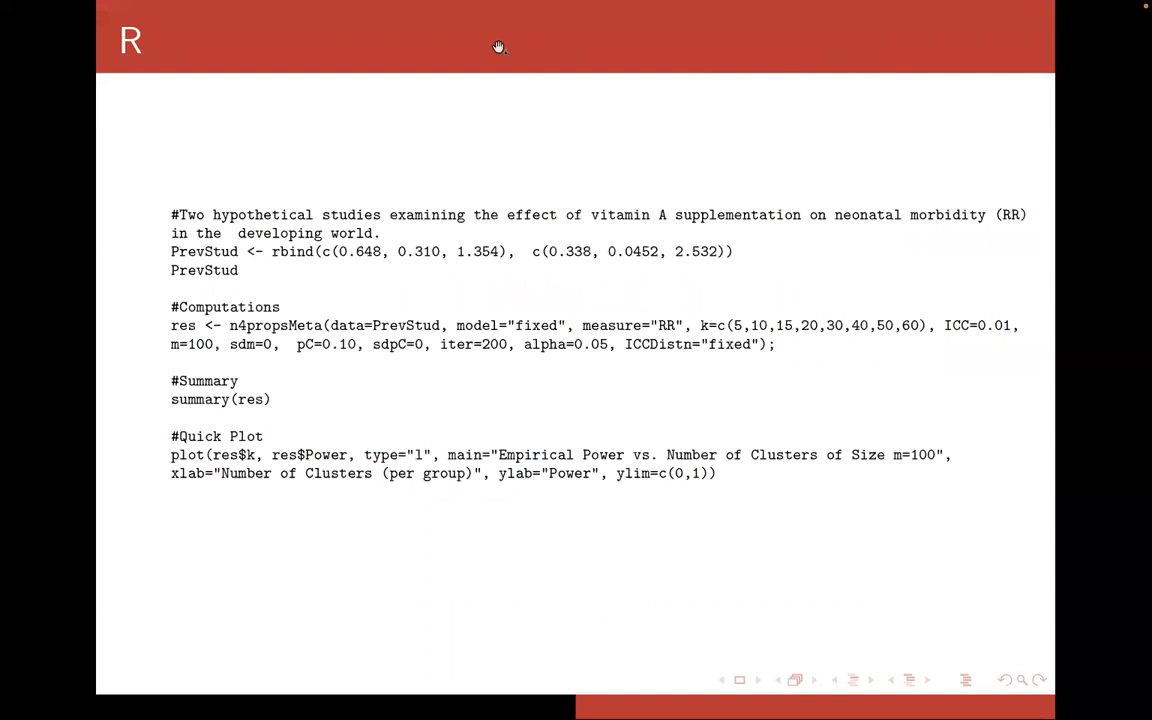 R
#Two hypothetical studies examining the effect of vitamin A supplementation on neonatal morbidity (RR)
in the  developing world.
PrevStud <- rbind(c(0.648, 0.310, 1.354),  c(0.338, 0.0452, 2.532))
PrevStud
#Computations
res <- n4propsMeta(data=PrevStud, model="fixed", measure="RR", k=c(5,10,15,20,30,40,50,60), ICC=0.01,
m=100, sdm=0,  pC=0.10, sdpC=0, iter=200, alpha=0.05, ICCDistn="fixed");
#Summary
summary(res)
#Quick Plot
plot(res$k, res$Power, type="l", main="Empirical Power vs. Number of Clusters of Size m=100",
xlab="Number of Clusters (per group)", ylab="Power", ylim=c(0,1))